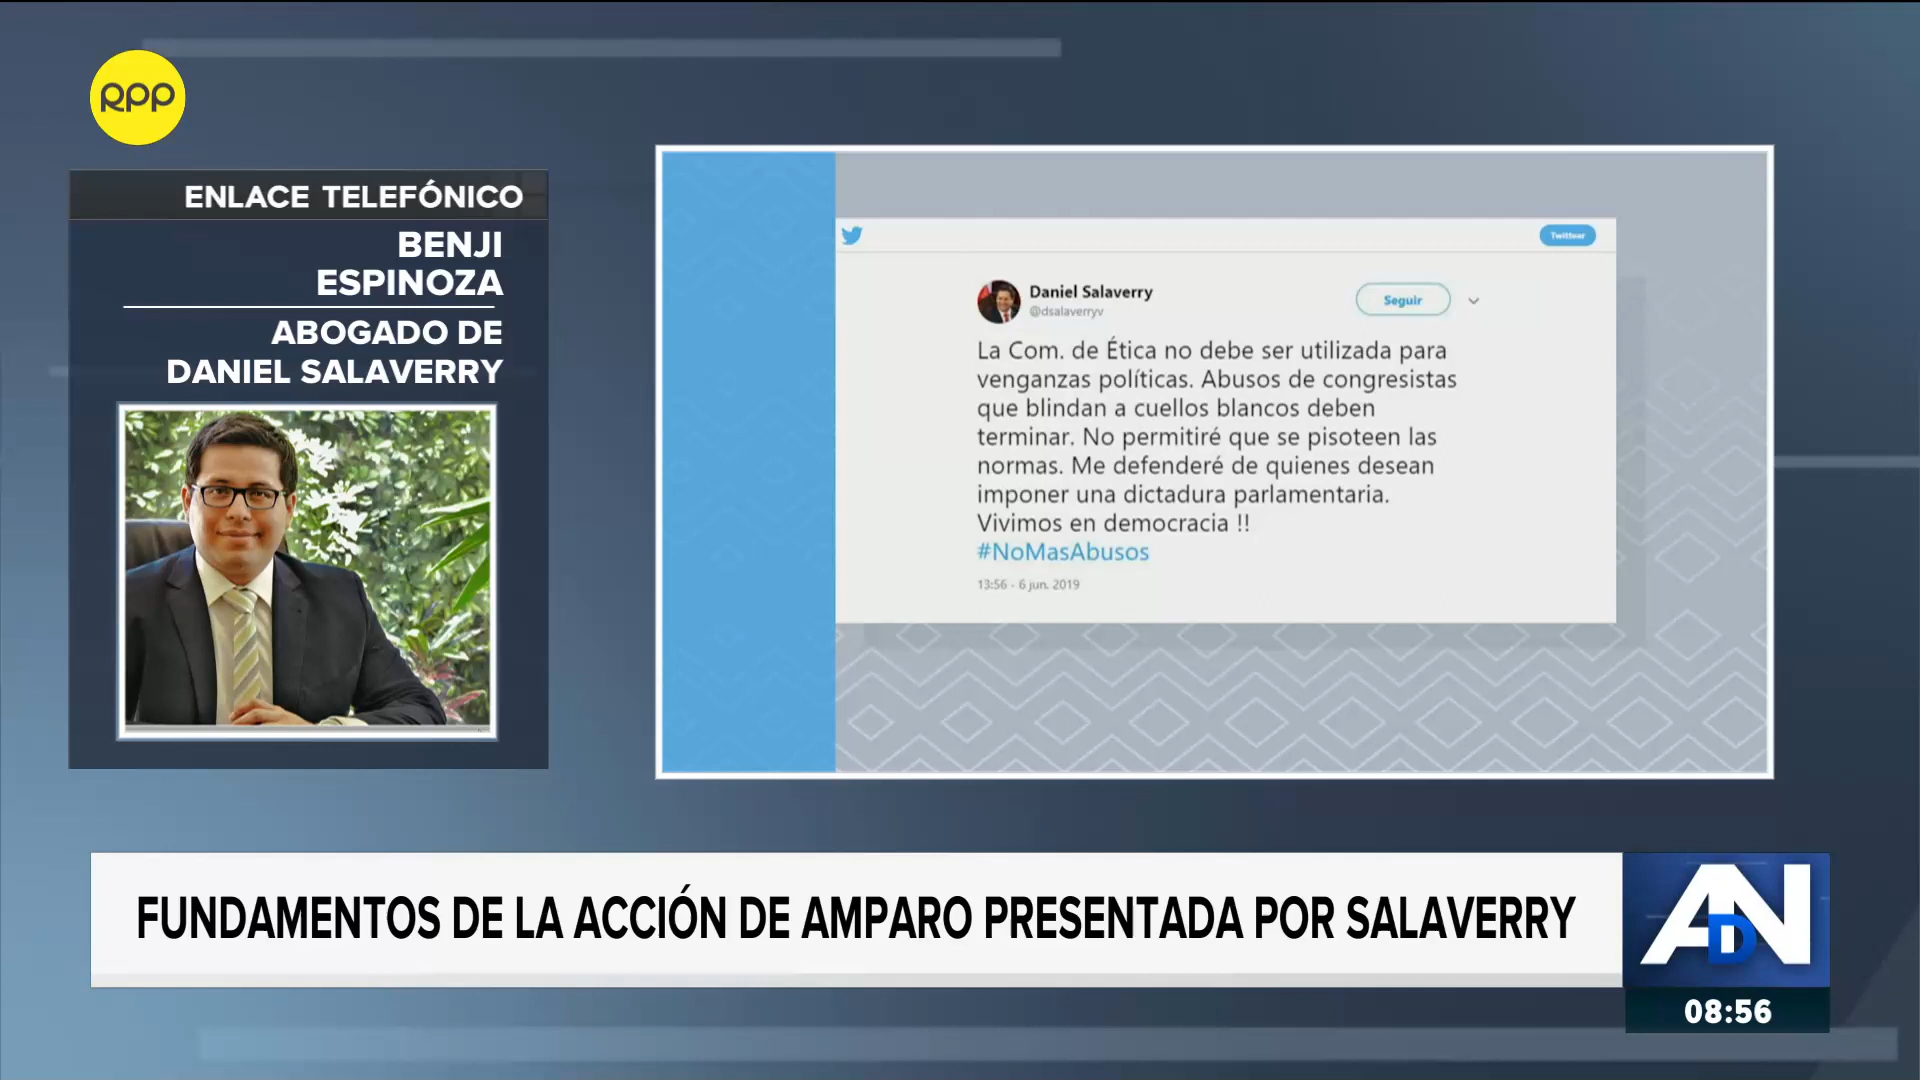 RPP
ENLACE TELEFÓNICO
BENJI
ESPINOZA
ABOGADO DE
DANIEL SALAVERRY
Twittear
Daniel Salaverry
@dsalaverryv
Seguir
La Com. de Ética no debe ser utilizada para
venganzas políticas. Abusos de congresistas
que blindan a cuellos blancos deben
terminar. No permitiré que se pisoteen las
normas. Me defenderé de quienes desean
imponer una dictadura parlamentaria.
Vivimos en democracia !!
#NoMasAbusos
13:56 - 6 jun. 2019
FUNDAMENTOS DE LA ACCIÓN DE AMPARO PRESENTADA POR SALAVERRY
ADN
08:56